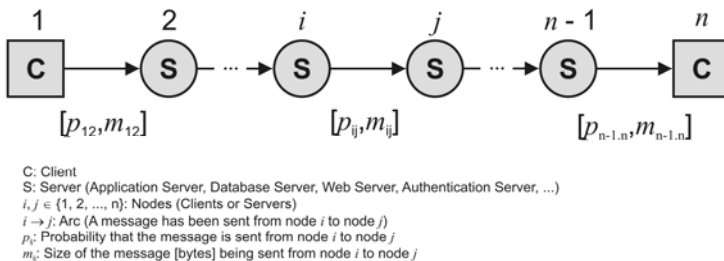 1 2 i j n - 1 n
C S ... S S ... S C
[p12,m12] [pij,mij] [pn-1.n,mn-1.n]
C: Client
S: Server (Application Server, Database Server, Web Server, Authentication Server, ...)
i, j ∈ {1, 2, ..., n}: Nodes (Clients or Servers)
i → j: Arc (A message has been sent from node i to node j)
pij: Probability that the message is sent from node i to node j
mij: Size of the message [bytes] being sent from node i to node j